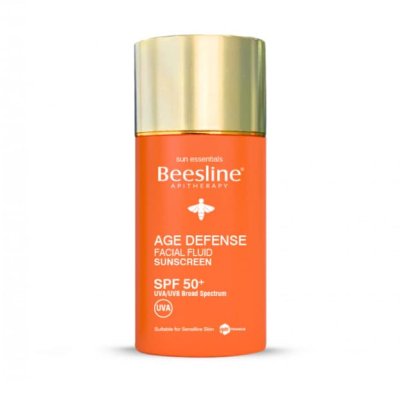 sun essentials
Beesline®
APITHERAPY
AGE DEFENSE
FACIAL FLUID
SUNSCREEN
SPF 50+
UVA/UVB Broad Spectrum
UVA
Suitable for Sensitive Skin